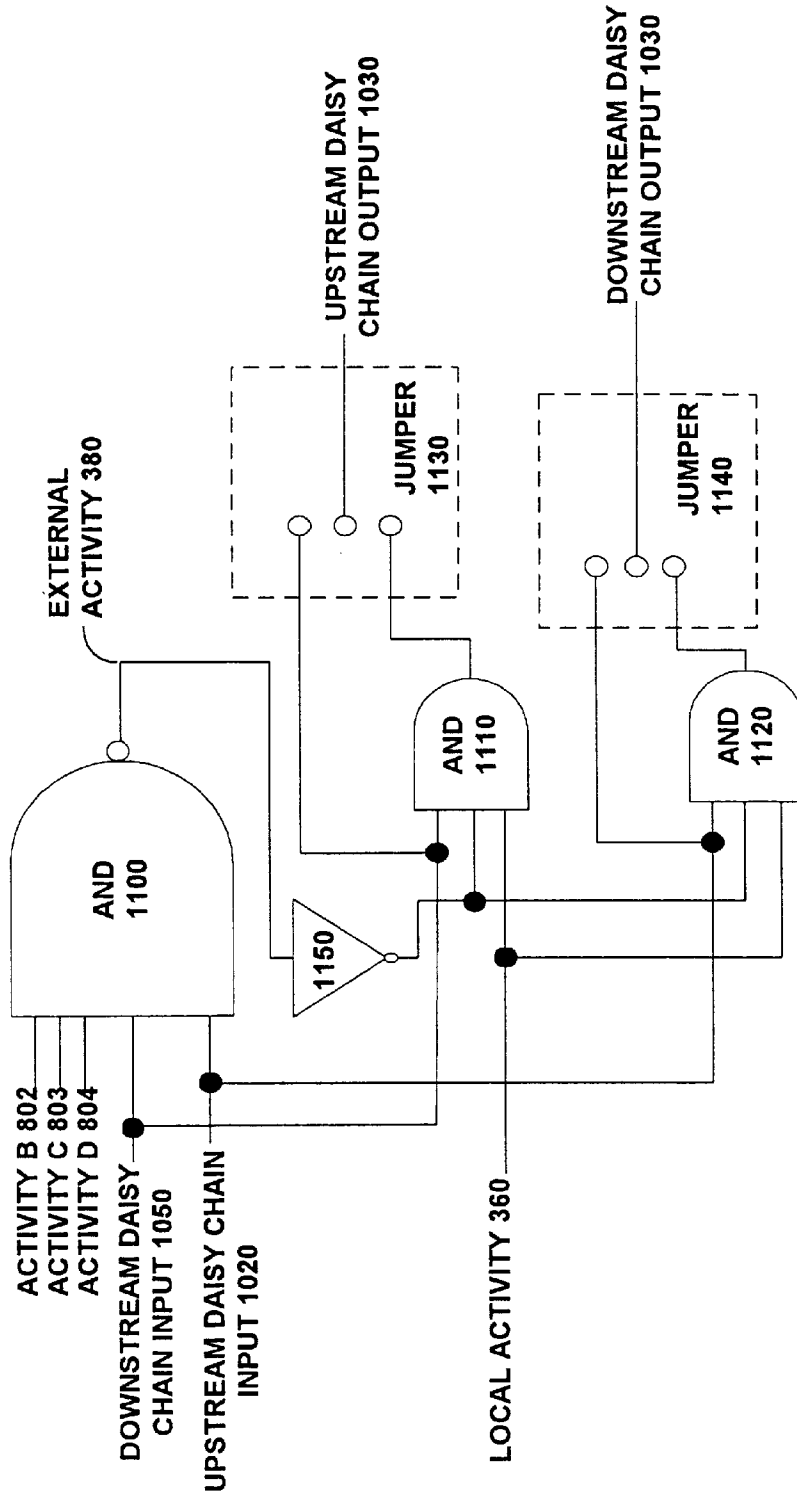 ACTIVITY B 802
ACTIVITY C 803
ACTIVITY D 804
DOWNSTREAM DAISY
CHAIN INPUT 1050
UPSTREAM DAISY CHAIN
INPUT 1020
LOCAL ACTIVITY 360
AND
1100
EXTERNAL
ACTIVITY 380
1150
AND
1110
AND
1120
JUMPER
1130
JUMPER
1140
UPSTREAM DAISY
CHAIN OUTPUT 1030
DOWNSTREAM DAISY
CHAIN OUTPUT 1030